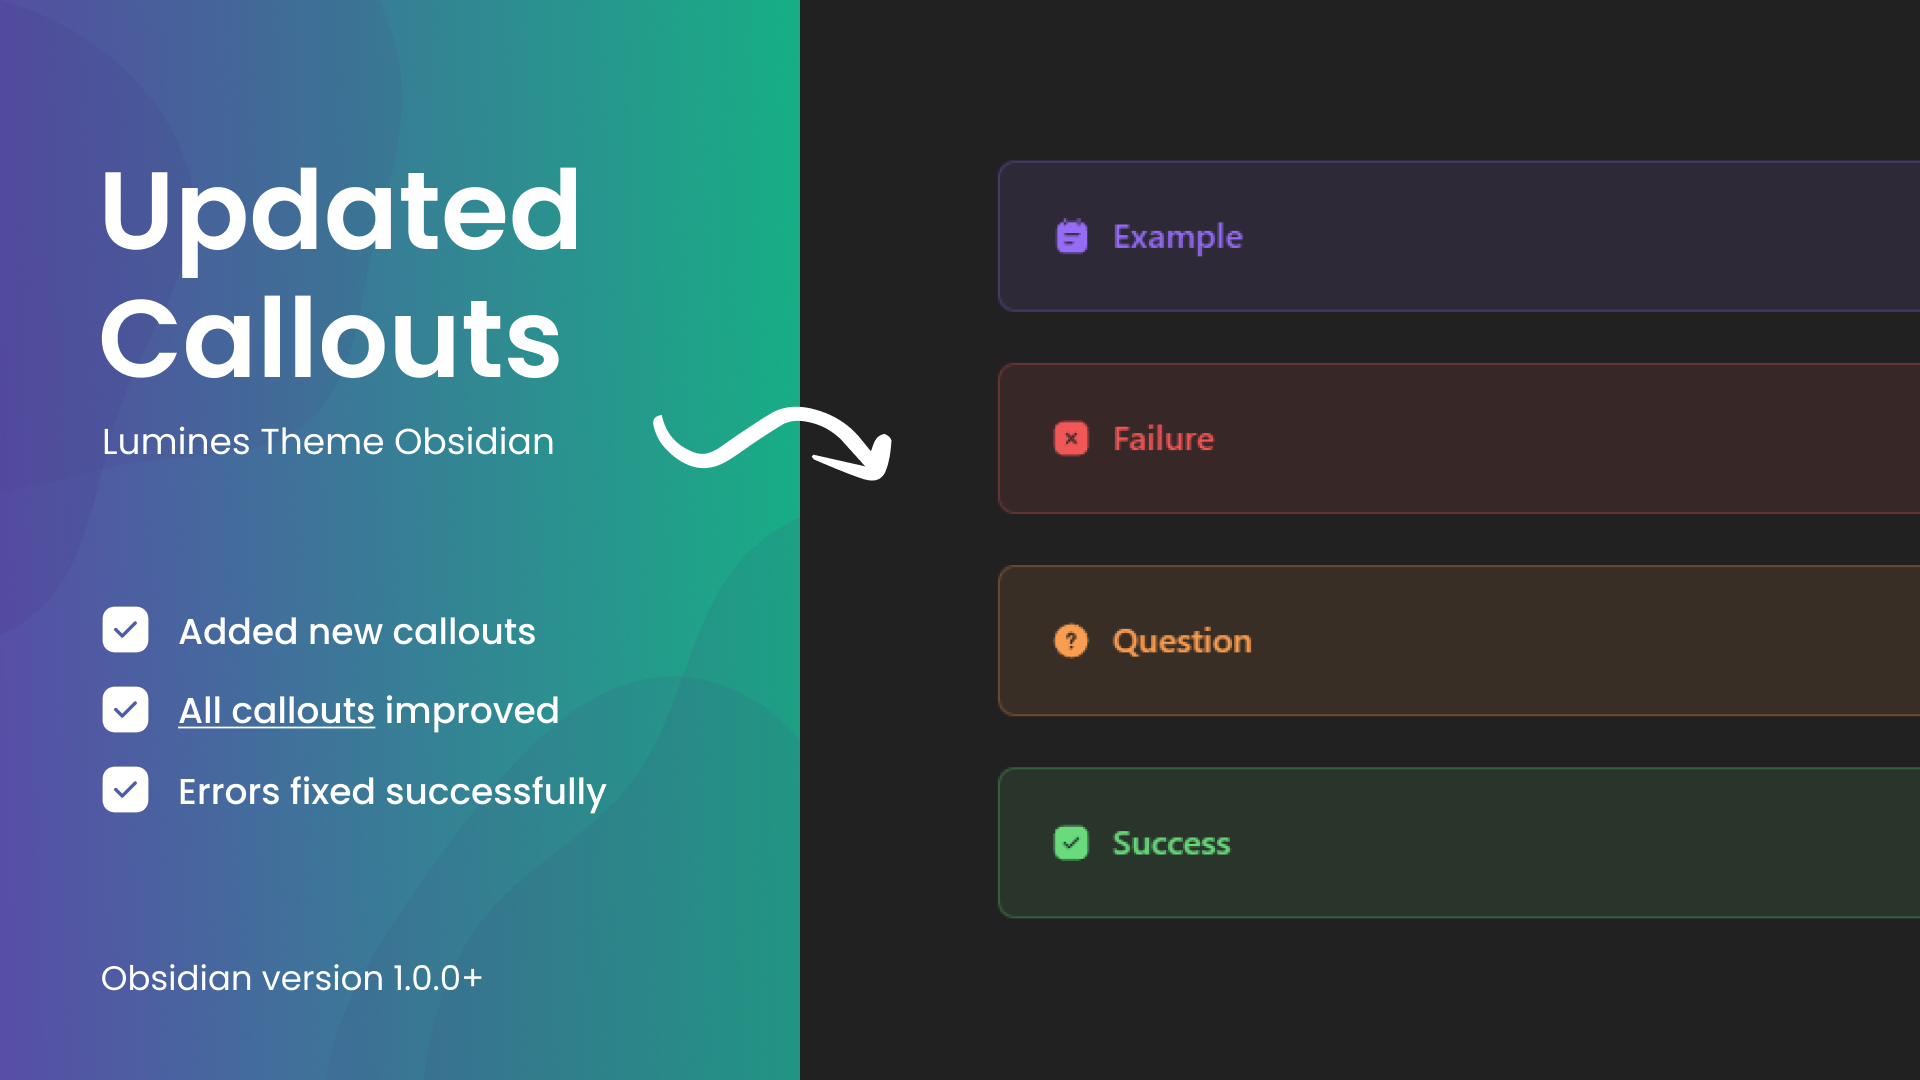 Updated
Callouts
Lumines Theme Obsidian
Added new callouts
All callouts improved
Errors fixed successfully
Obsidian version 1.0.0+
Example
Failure
Question
Success